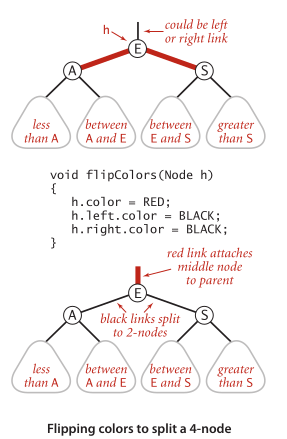 h
could be left
or right link
E
A
S
less
than A
between
A and E
between
E and S
greater
than S
void flipColors(Node h)
{
h.color = RED;
h.left.color = BLACK;
h.right.color = BLACK;
}
red link attaches
middle node
to parent
E
A
S
black links split
to 2-nodes
less
than A
between
A and E
between
E and S
greater
than S
Flipping colors to split a 4-node